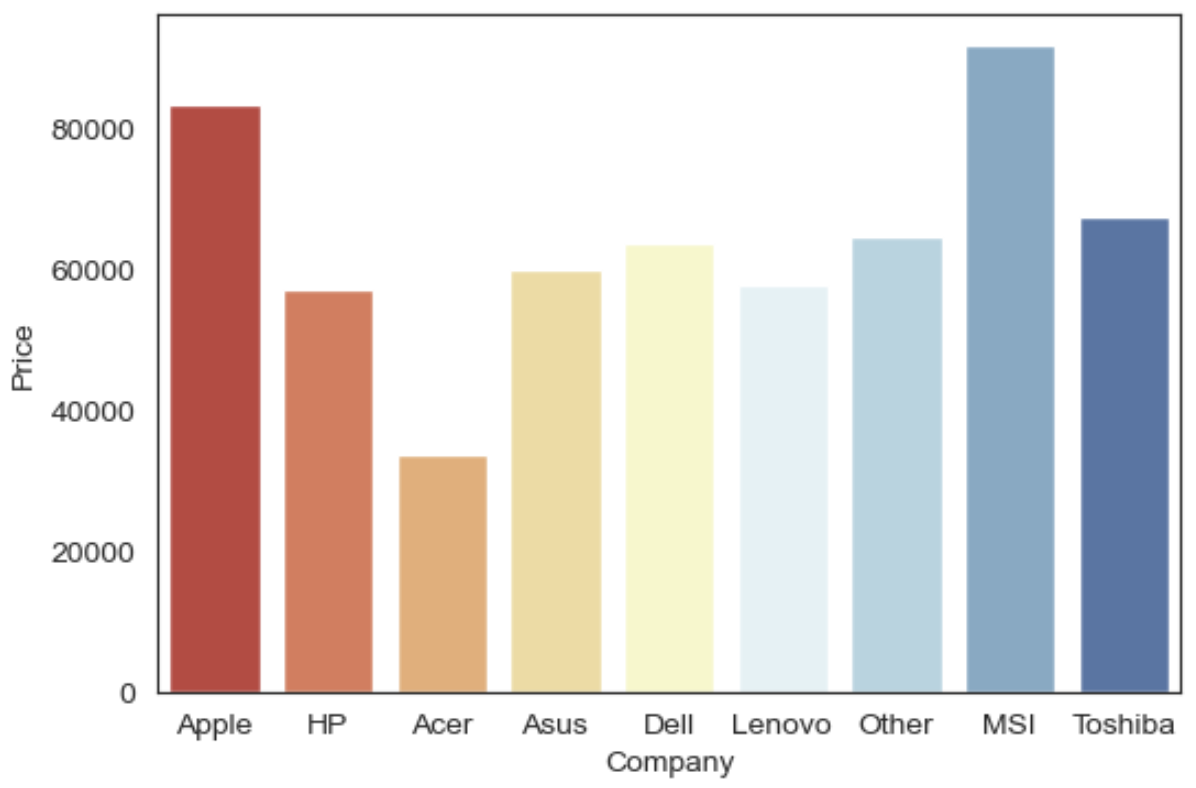 Price
80000
60000
40000
20000
0
Apple HP Acer Asus Dell Lenovo Other MSI Toshiba
Company